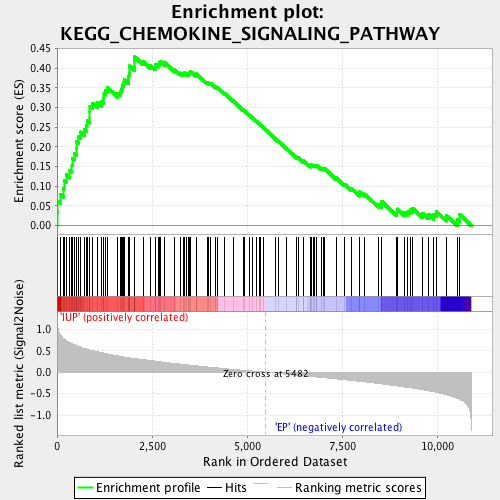 Enrichment plot:
KEGG_CHEMOKINE_SIGNALING_PATHWAY
Enrichment score (ES)
0.45
0.40
0.35
0.30
0.25
0.20
0.15
0.10
0.05
0.00
Ranked list metric (Signal2Noise)
1.0
0.5
0.0
-0.5
-1.0
'IUP' (positively correlated)
Zero cross at 5482
'EP' (negatively correlated)
0
2,500
5,000
7,500
10,000
Rank in Ordered Dataset
Enrichment profile
Hits
Ranking metric scores